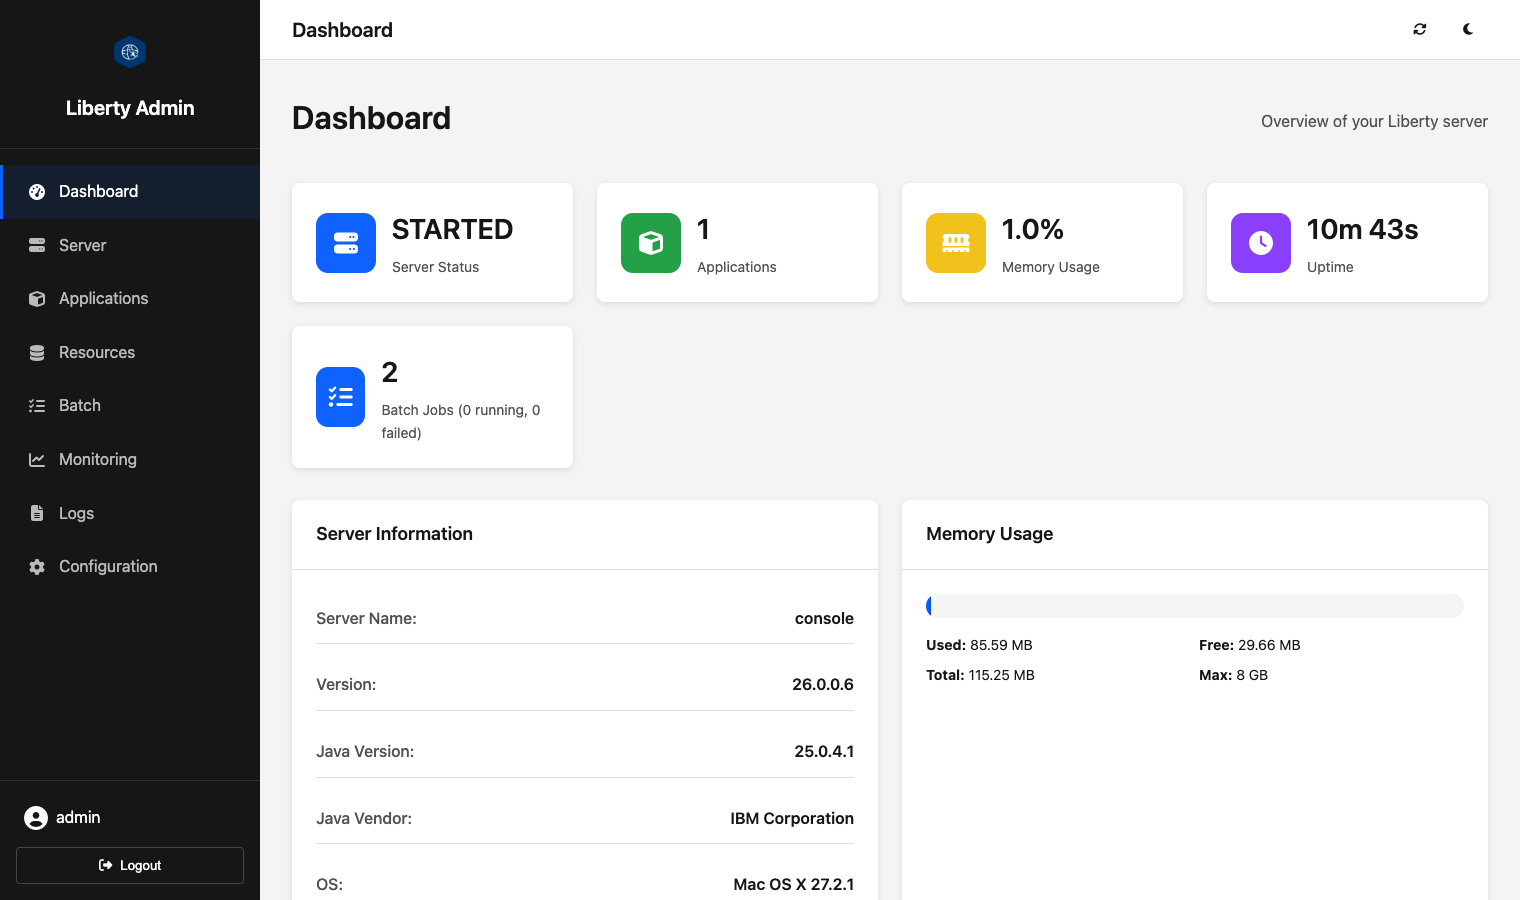 Liberty Admin
Dashboard
Server
Applications
Resources
Batch
Monitoring
Logs
Configuration
admin
Logout
Dashboard
Dashboard
Overview of your Liberty server
STARTED
Server Status
1
Applications
1.0%
Memory Usage
10m 43s
Uptime
2
Batch Jobs (0 running, 0
failed)
Server Information
Server Name: console
Version: 26.0.0.6
Java Version: 25.0.4.1
Java Vendor: IBM Corporation
OS: Mac OS X 27.2.1
Memory Usage
Used: 85.59 MB Free: 29.66 MB
Total: 115.25 MB Max: 8 GB